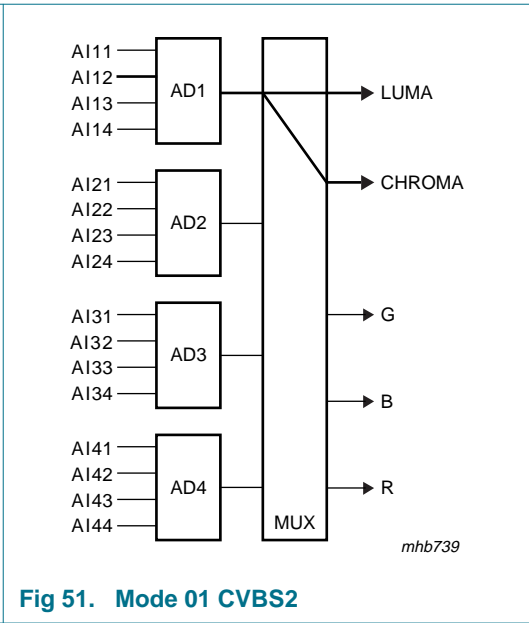 AI11
AI12
AI13
AI14
AD1
LUMA
CHROMA
AI21
AI22
AI23
AI24
AD2
AI31
AI32
AI33
AI34
AD3
G
B
AI41
AI42
AI43
AI44
AD4
R
MUX
mhb739
Fig 51. Mode 01 CVBS2